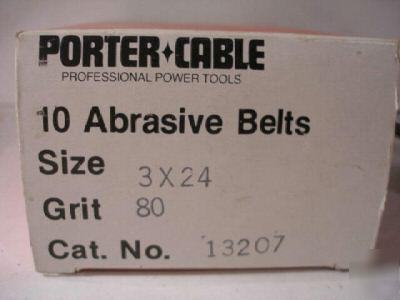 PORTER+CABLE
PROFESSIONAL POWER TOOLS
10 Abrasive Belts
Size 3X24
Grit 80
Cat. No. 13207